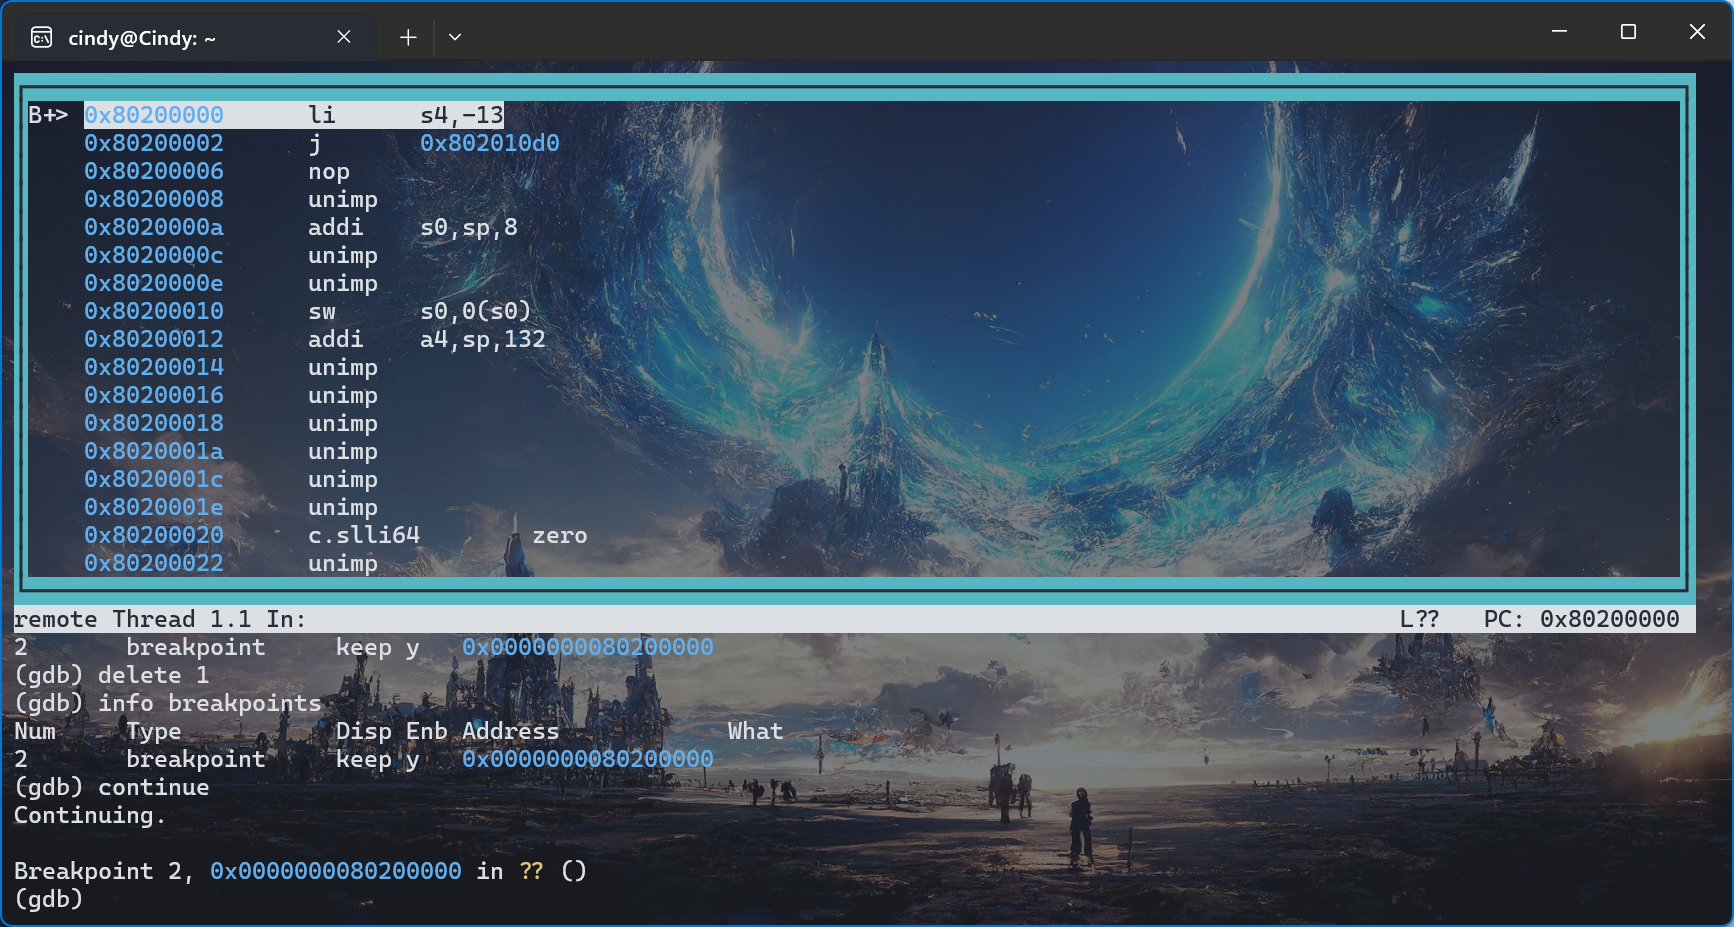 cindy@Cindy: ~
B+> 0x80200000 li s4,-13
0x80200002 j 0x802010d0
0x80200006 nop
0x80200008 unimp
0x8020000a addi s0,sp,8
0x8020000c unimp
0x8020000e unimp
0x80200010 sw s0,0(s0)
0x80200012 addi a4,sp,132
0x80200014 unimp
0x80200016 unimp
0x80200018 unimp
0x8020001a unimp
0x8020001c unimp
0x8020001e unimp
0x80200020 c.slli64 zero
0x80200022 unimp
remote Thread 1.1 In: L?? PC: 0x80200000
2 breakpoint keep y 0x0000000080200000
(gdb) delete 1
(gdb) info breakpoints
Num Type Disp Enb Address What
2 breakpoint keep y 0x0000000080200000
(gdb) continue
Continuing.
Breakpoint 2, 0x0000000080200000 in ?? ()
(gdb)